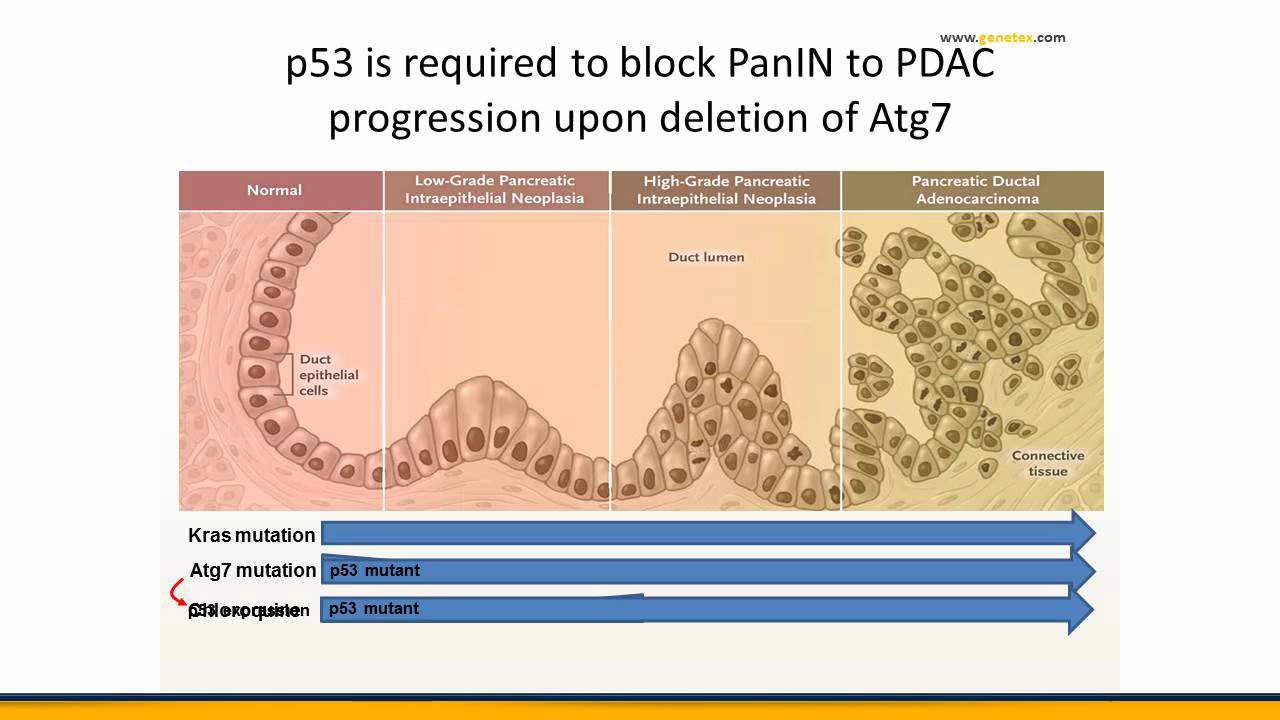 www.genetex.com
p53 is required to block PanIN to PDAC
progression upon deletion of Atg7
Normal
Low-Grade Pancreatic
Intraepithelial Neoplasia
High-Grade Pancreatic
Intraepithelial Neoplasia
Pancreatic Ductal
Adenocarcinoma
Duct lumen
Duct
epithelial
cells
Connective
tissue
Kras mutation
Atg7 mutation
p53 mutant
Chloroquine
p53 mutant